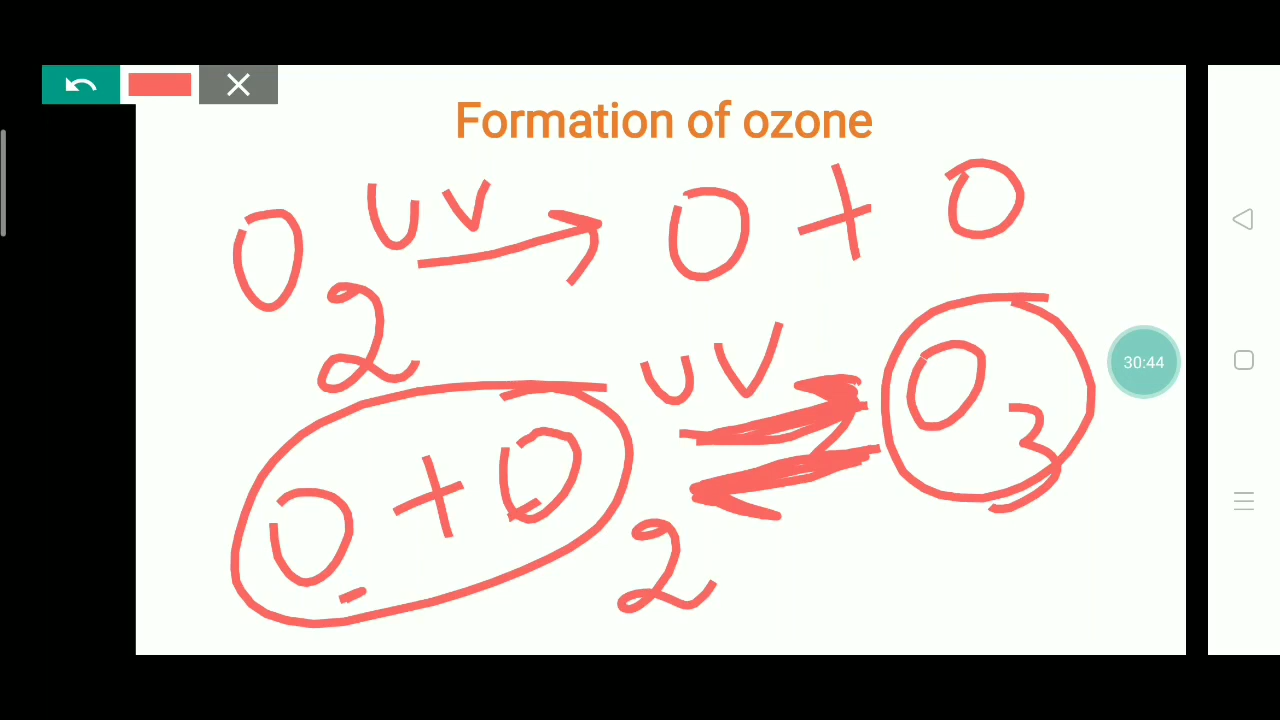 Formation of ozone
O2 UV → O + O
O + O2 UV ⇌ O3
30:44